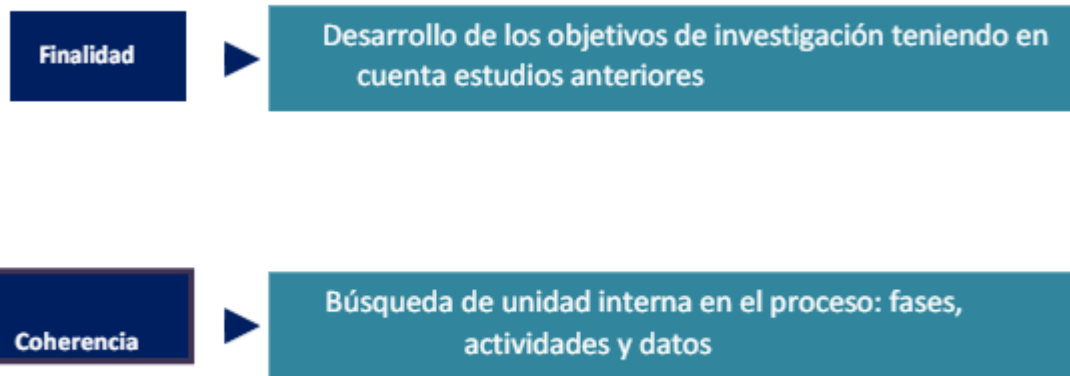 Finalidad
Desarrollo de los objetivos de investigación teniendo en
cuenta estudios anteriores
Coherencia
Búsqueda de unidad interna en el proceso: fases,
actividades y datos